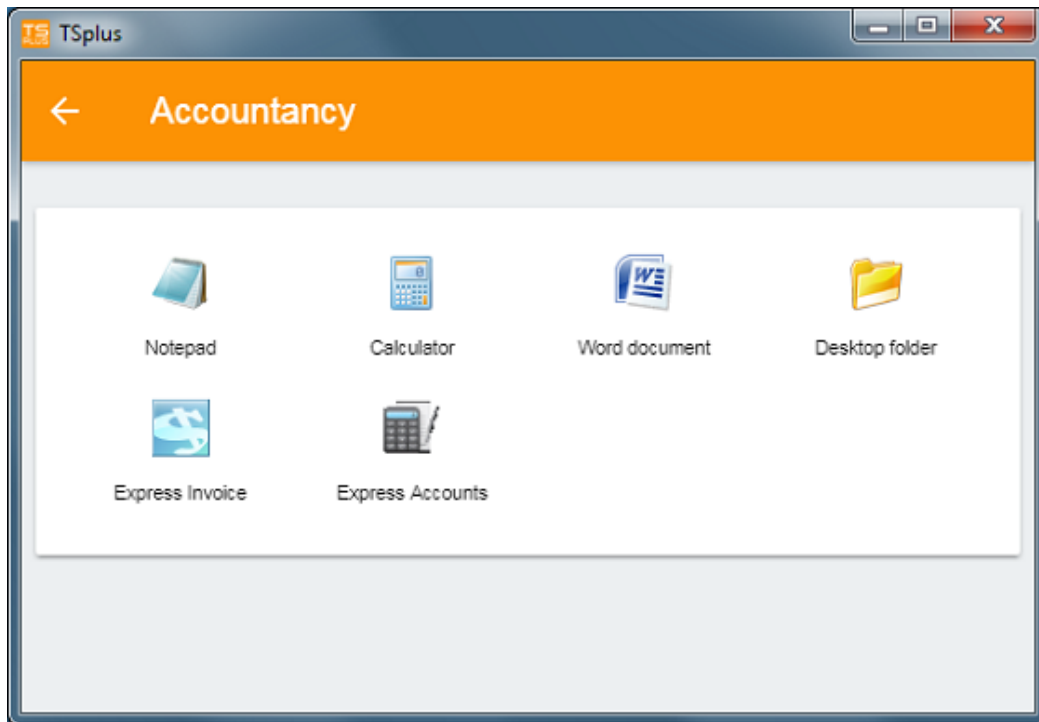 TS PLUS TSplus
Accountancy
Notepad Calculator Word document Desktop folder
Express Invoice Express Accounts